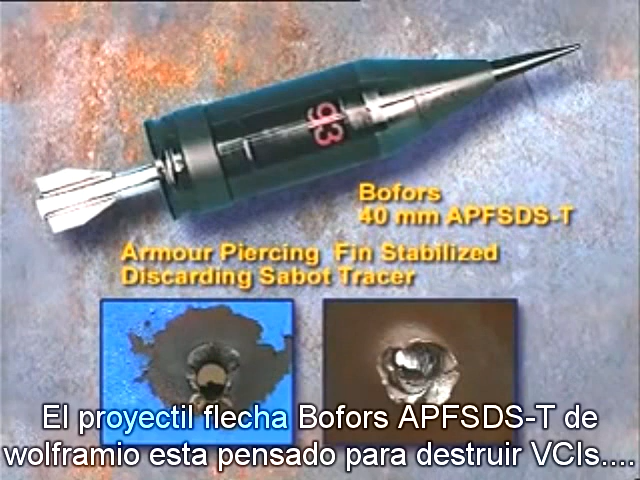 93
Bofors
40 mm APFSDS-T
Armour Piercing Fin Stabilized
Discarding Sabot Tracer
El proyectil flecha Bofors APFSDS-T de
wolframio esta pensado para destruir VCIs....